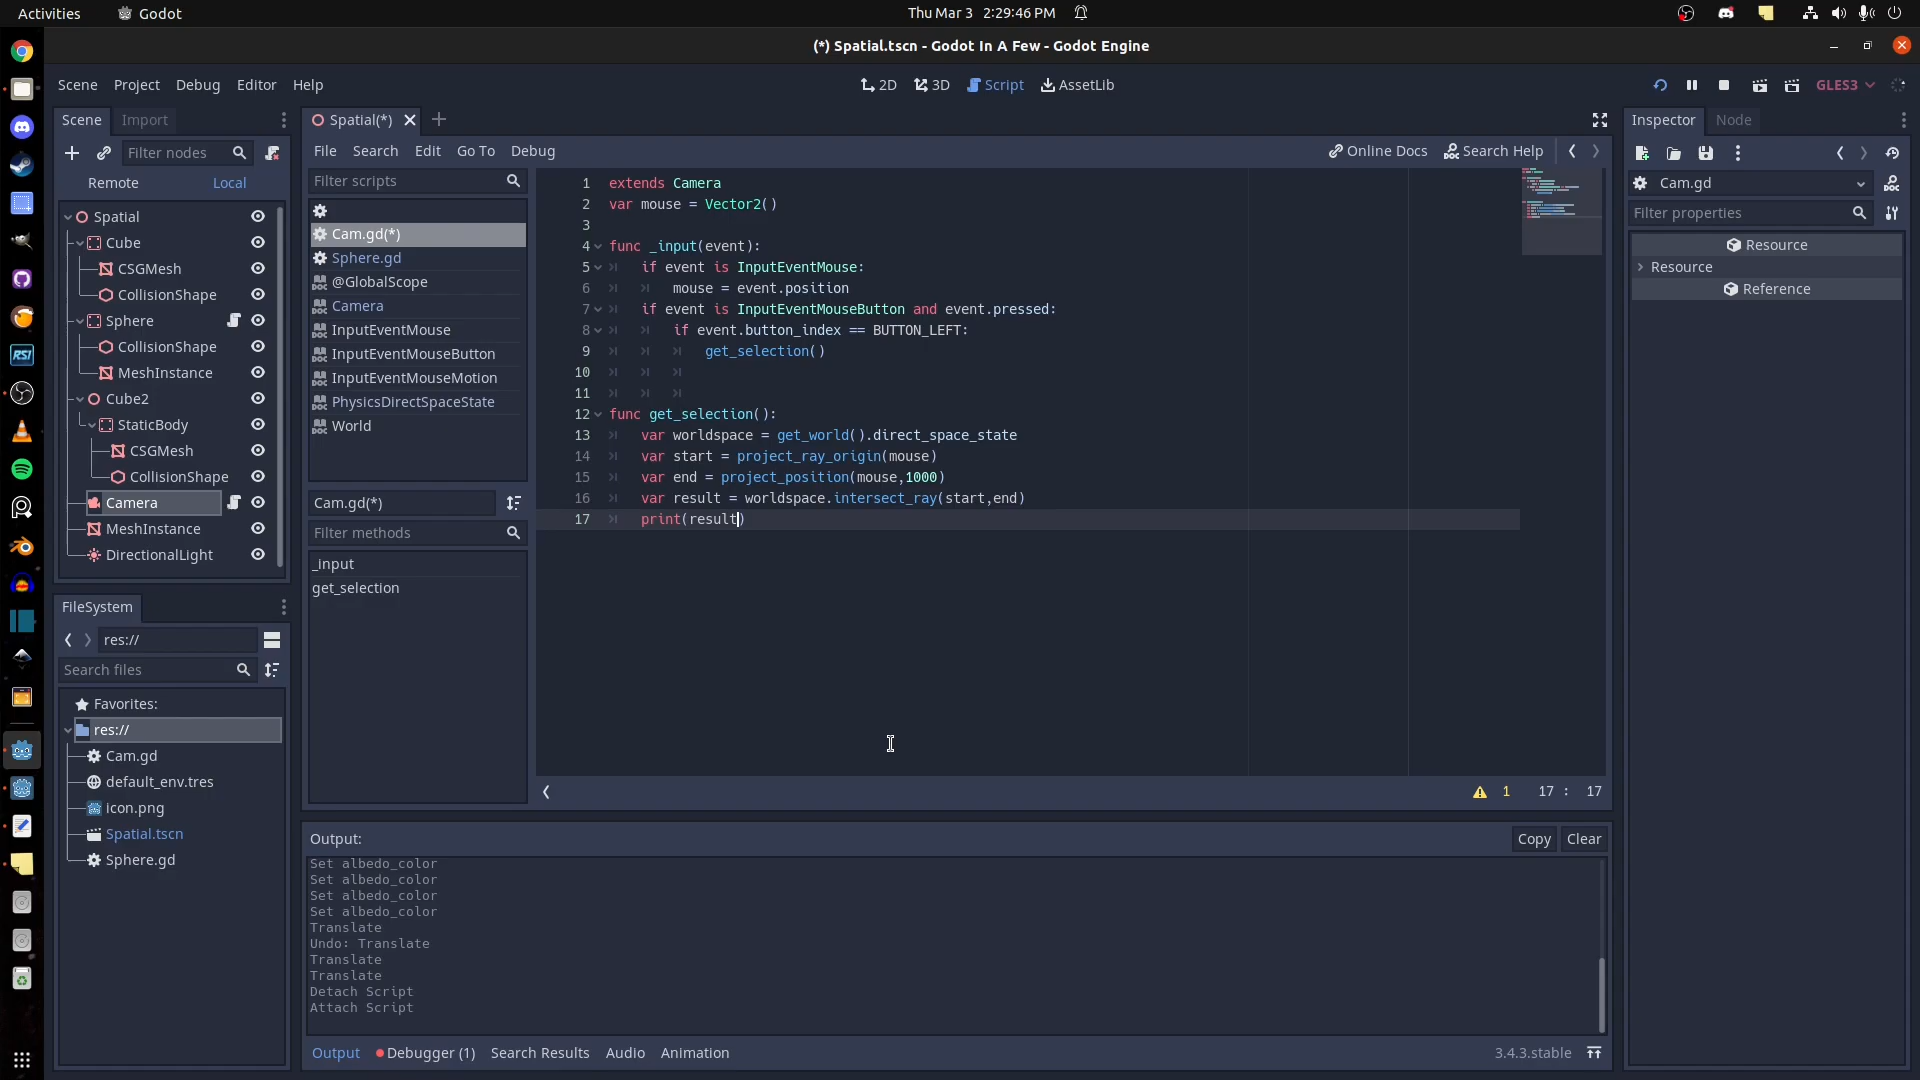 Activities Godot Thu Mar 3 2:29:46 PM
(*) Spatial.tscn - Godot In A Few - Godot Engine
Scene Project Debug Editor Help 2D 3D Script AssetLib GLES3
Scene Import
Filter nodes
Remote Local
Spatial
Cube
CSGMesh
CollisionShape
Sphere
CollisionShape
MeshInstance
Cube2
StaticBody
CSGMesh
CollisionShape
Camera
MeshInstance
DirectionalLight
FileSystem
res://
Search files
Favorites:
res://
Cam.gd
default_env.tres
icon.png
Spatial.tscn
Sphere.gd
Spatial(*)
File Search Edit Go To Debug Online Docs Search Help
Filter scripts
Cam.gd(*)
Sphere.gd
@GlobalScope
Camera
InputEventMouse
InputEventMouseButton
InputEventMouseMotion
PhysicsDirectSpaceState
World
Cam.gd(*)
Filter methods
_input
get_selection
1 extends Camera
2 var mouse = Vector2()
3
4 func _input(event):
5 if event is InputEventMouse:
6 mouse = event.position
7 if event is InputEventMouseButton and event.pressed:
8 if event.button_index == BUTTON_LEFT:
9 get_selection()
10
11
12 func get_selection():
13 var worldspace = get_world().direct_space_state
14 var start = project_ray_origin(mouse)
15 var end = project_position(mouse,1000)
16 var result = worldspace.intersect_ray(start,end)
17 print(result)
1 17 : 17
Output: Copy Clear
Set albedo_color
Set albedo_color
Set albedo_color
Set albedo_color
Translate
Undo: Translate
Translate
Translate
Detach Script
Attach Script
Output Debugger (1) Search Results Audio Animation 3.4.3.stable
Inspector Node
Cam.gd
Filter properties
Resource
Resource
Reference
RSI